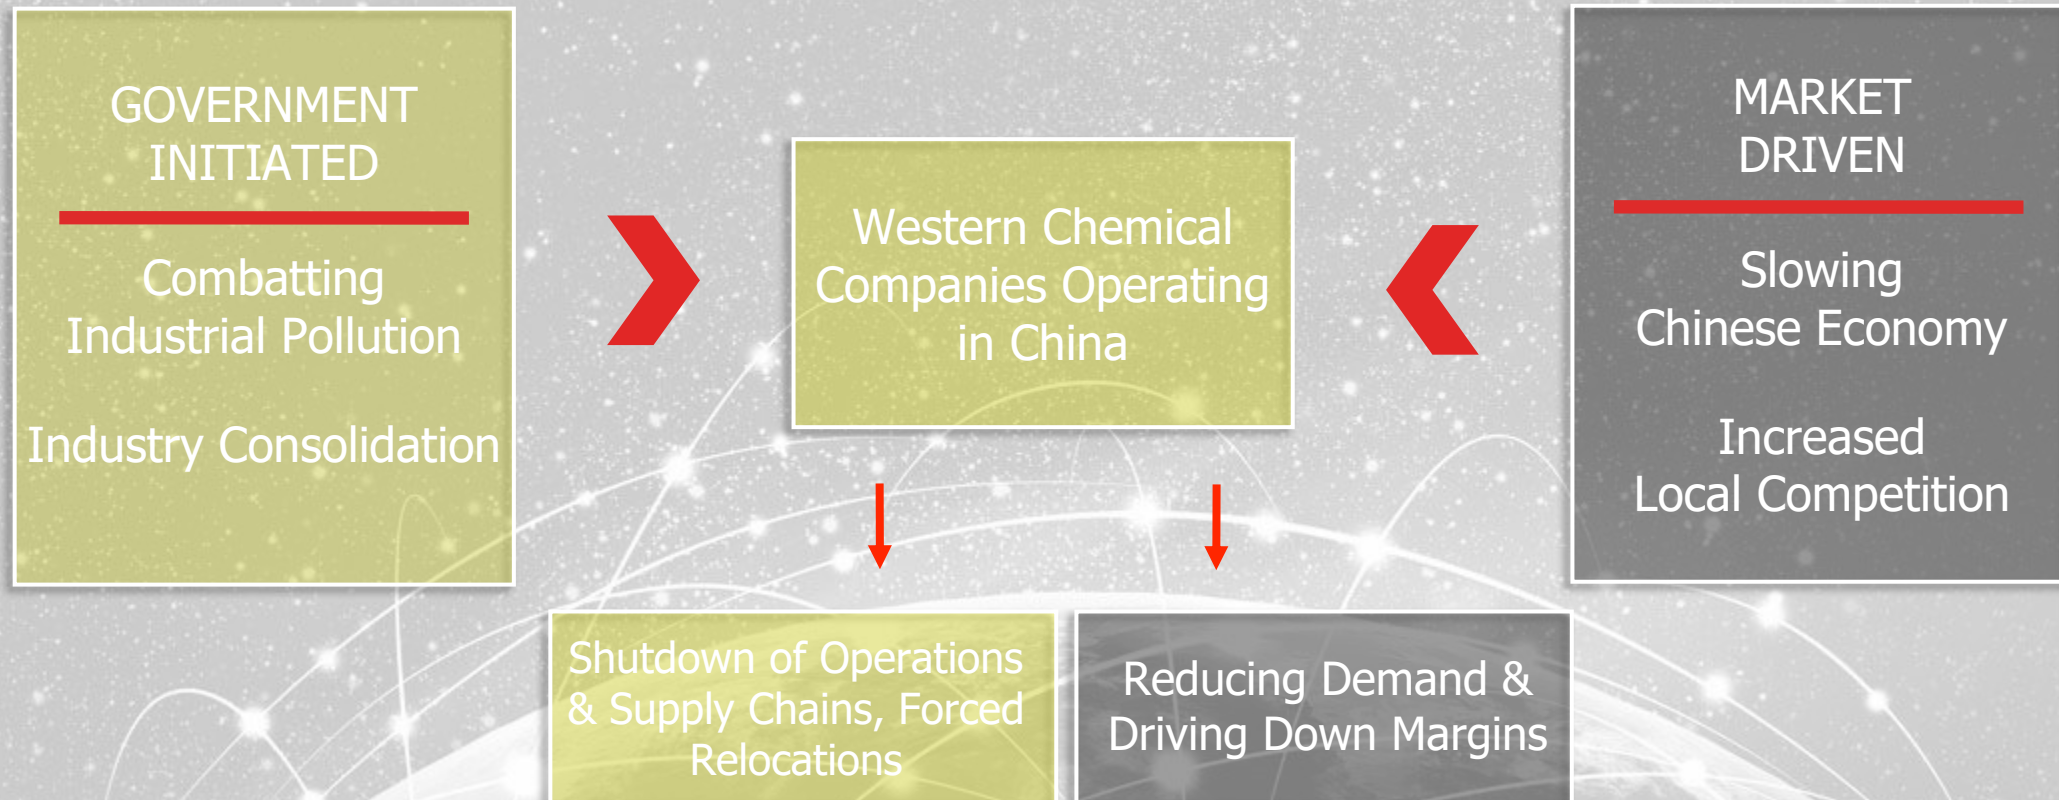 GOVERNMENT
INITIATED
Combatting
Industrial Pollution
Industry Consolidation
Western Chemical
Companies Operating
in China
MARKET
DRIVEN
Slowing
Chinese Economy
Increased
Local Competition
Shutdown of Operations
& Supply Chains, Forced
Relocations
Reducing Demand &
Driving Down Margins